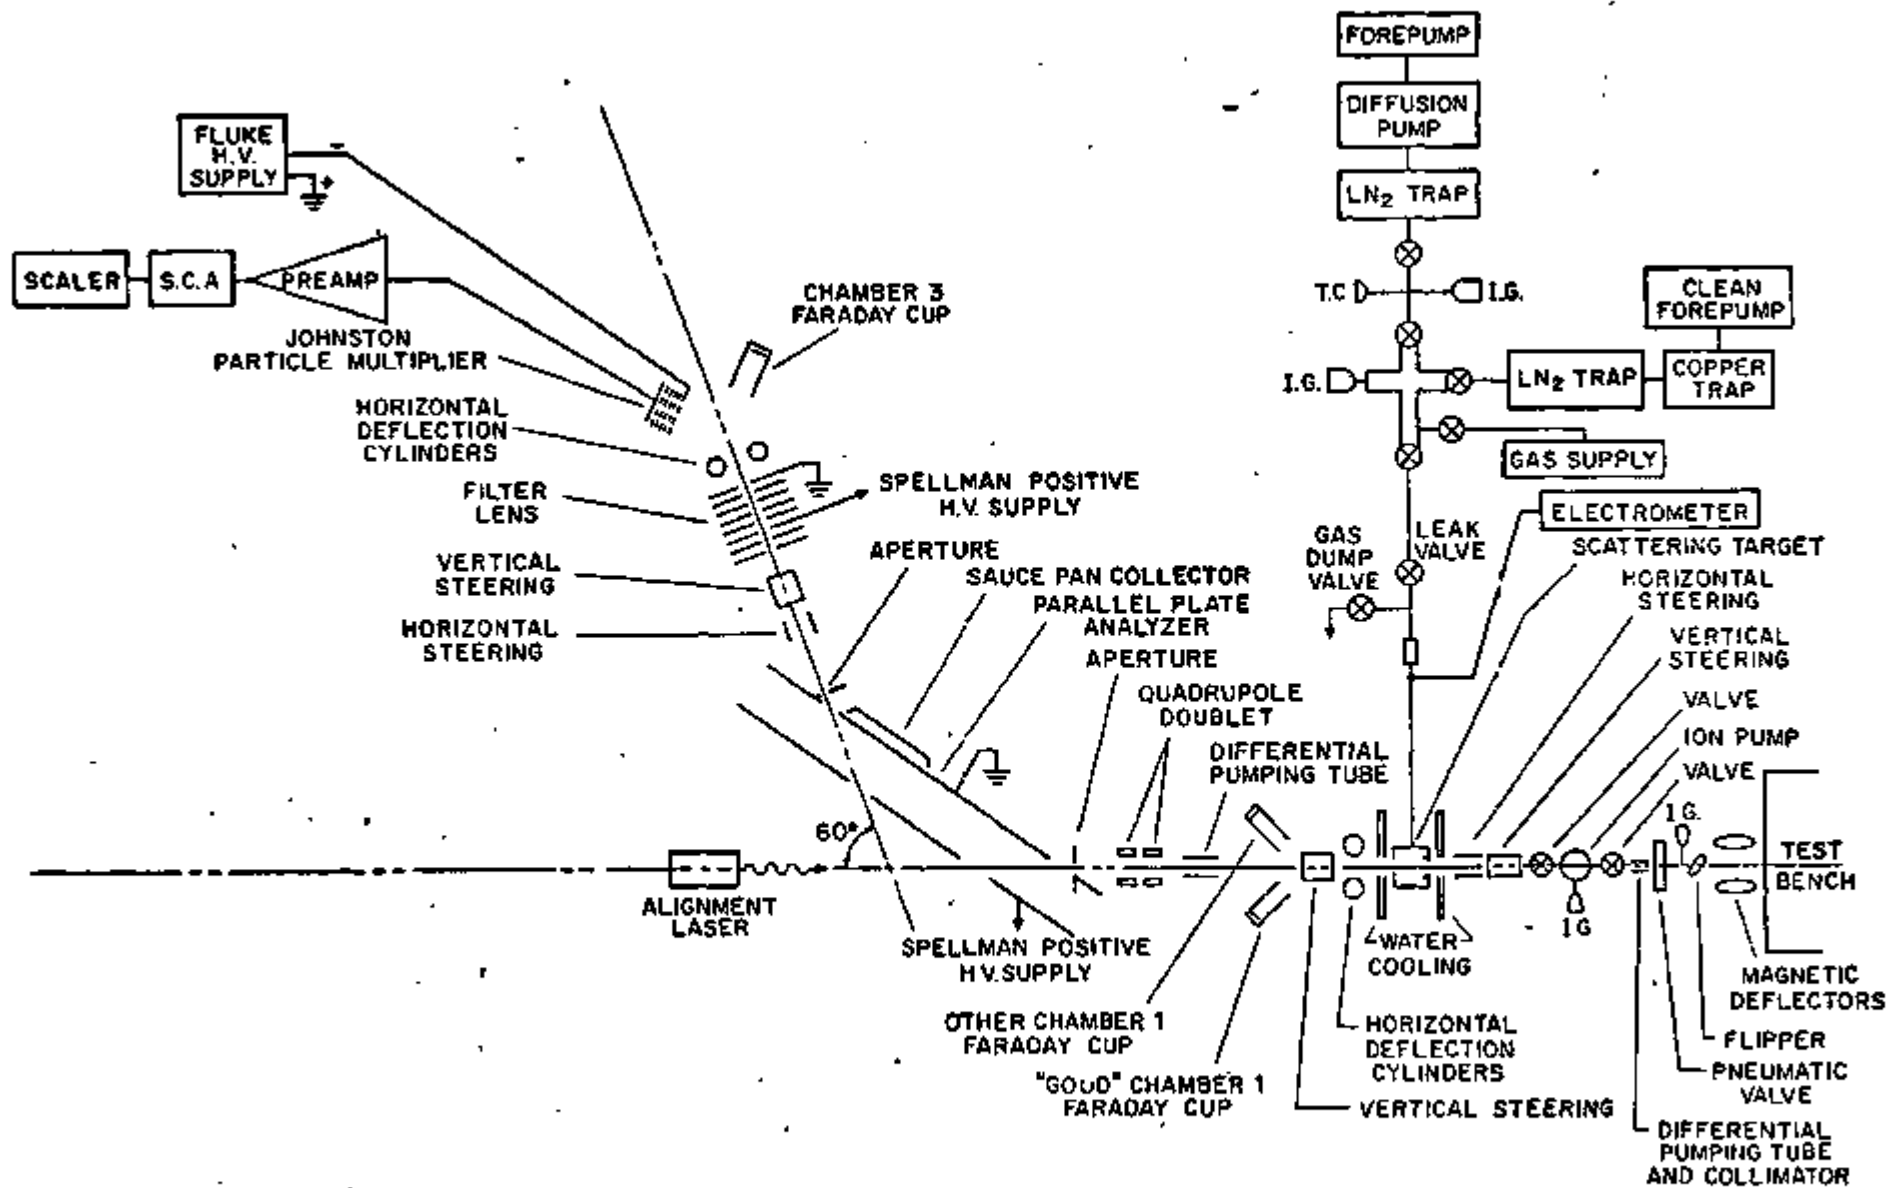 FOREPUMP
DIFFUSION
PUMP
LN2 TRAP
FLUKE
H.V.
SUPPLY
-
+
SCALER
S.C.A
PREAMP
JOHNSTON
PARTICLE MULTIPLIER
CHAMBER 3
FARADAY CUP
T.C
I.G.
CLEAN
FOREPUMP
I.G.
LN2 TRAP
COPPER
TRAP
GAS SUPPLY
HORIZONTAL
DEFLECTION
CYLINDERS
FILTER
LENS
SPELLMAN POSITIVE
H.V. SUPPLY
ELECTROMETER
GAS
DUMP
VALVE
LEAK
VALVE
SCATTERING TARGET
HORIZONTAL
STEERING
VERTICAL
STEERING
VERTICAL
STEERING
HORIZONTAL
STEERING
APERTURE
SAUCE PAN COLLECTOR
PARALLEL PLATE
ANALYZER
APERTURE
QUADRUPOLE
DOUBLET
DIFFERENTIAL
PUMPING TUBE
VALVE
ION PUMP
VALVE
I G.
60°
TEST
BENCH
ALIGNMENT
LASER
I G
SPELLMAN POSITIVE
H.V. SUPPLY
WATER
COOLING
MAGNETIC
DEFLECTORS
OTHER CHAMBER 1
FARADAY CUP
"GOOD" CHAMBER 1
FARADAY CUP
HORIZONTAL
DEFLECTION
CYLINDERS
VERTICAL STEERING
FLIPPER
PNEUMATIC
VALVE
DIFFERENTIAL
PUMPING TUBE
AND COLLIMATOR